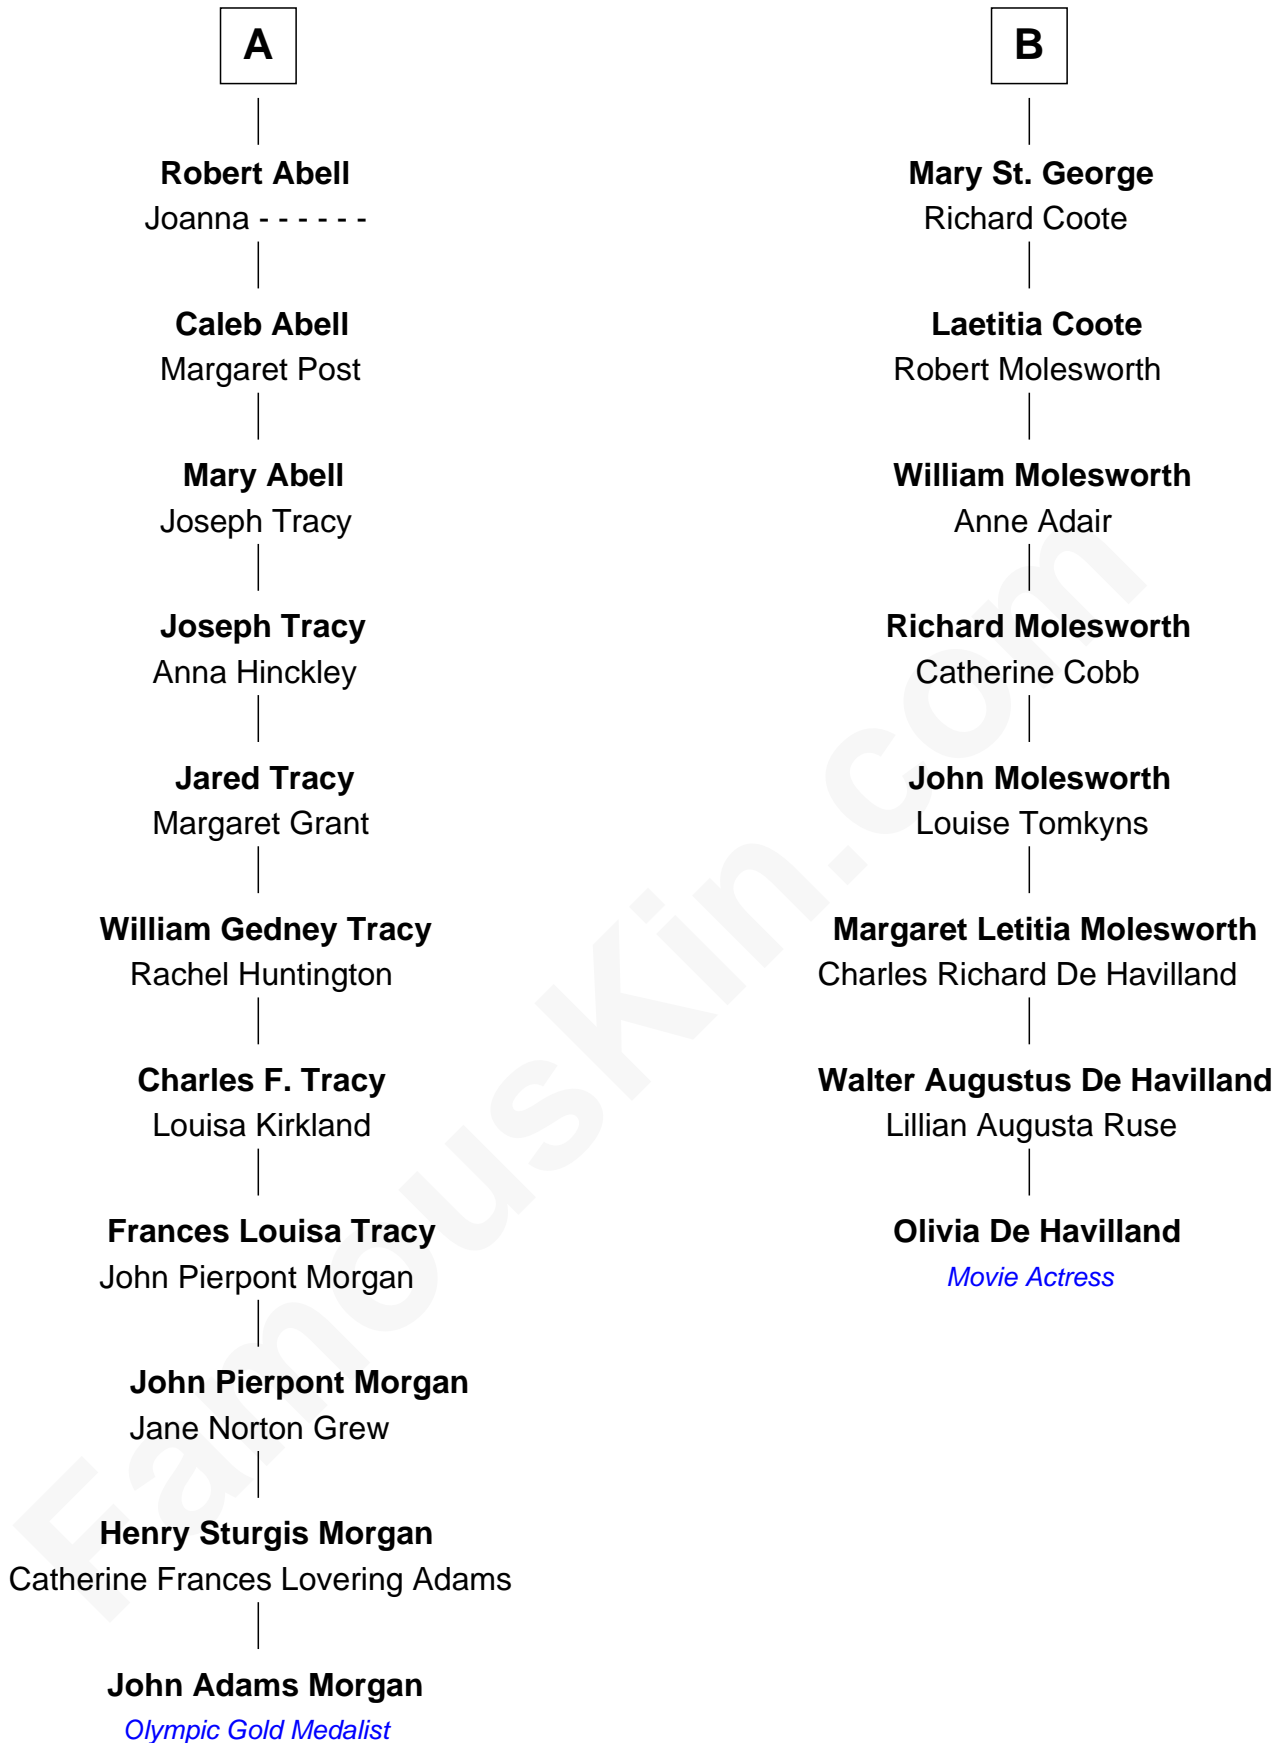 A
Robert Abell
Joanna - - - - - -
Caleb Abell
Margaret Post
Mary Abell
Joseph Tracy
Joseph Tracy
Anna Hinckley
Jared Tracy
Margaret Grant
William Gedney Tracy
Rachel Huntington
Charles F. Tracy
Louisa Kirkland
Frances Louisa Tracy
John Pierpont Morgan
John Pierpont Morgan
Jane Norton Grew
Henry Sturgis Morgan
Catherine Frances Lovering Adams
John Adams Morgan
Olympic Gold Medalist
B
Mary St. George
Richard Coote
Laetitia Coote
Robert Molesworth
William Molesworth
Anne Adair
Richard Molesworth
Catherine Cobb
John Molesworth
Louise Tomkyns
Margaret Letitia Molesworth
Charles Richard De Havilland
Walter Augustus De Havilland
Lillian Augusta Ruse
Olivia De Havilland
Movie Actress
FamousKin.com